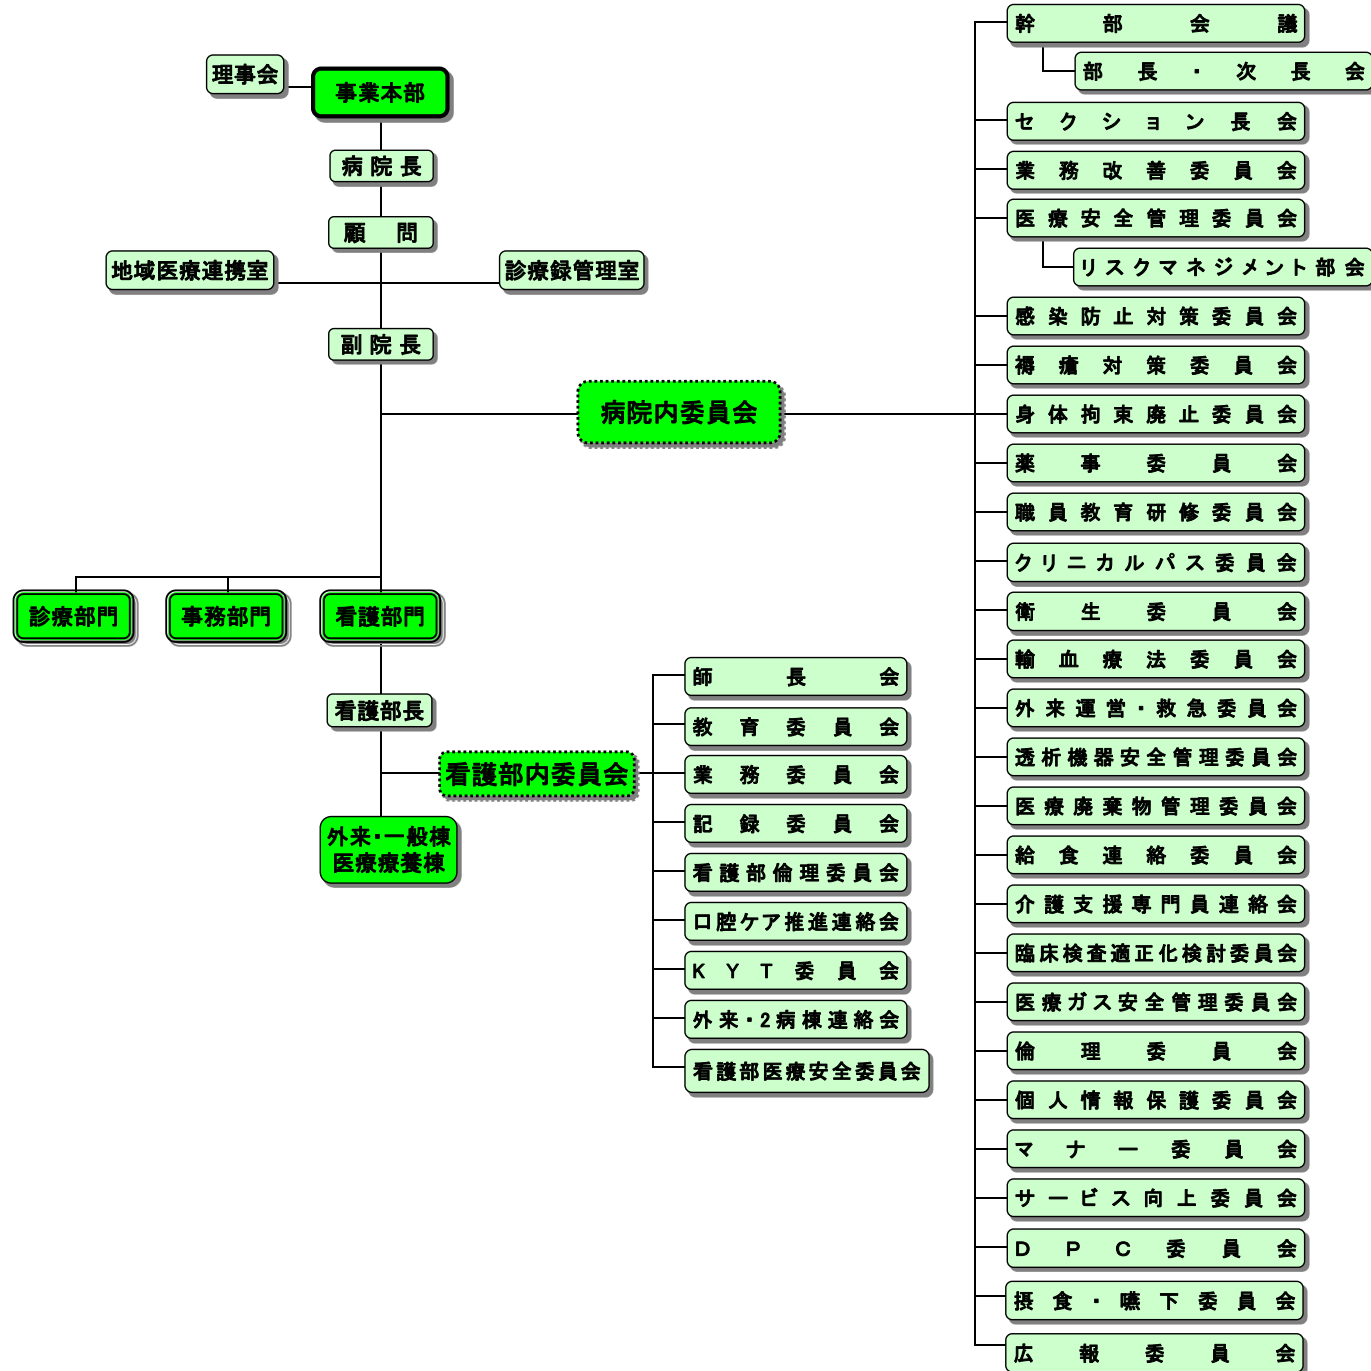 理事会
事業本部
病院長
顧問
地域医療連携室
診療録管理室
副院長
病院内委員会
診療部門
事務部門
看護部門
看護部長
看護部内委員会
外来・一般棟
医療療養棟
師長会
教育委員会
業務委員会
記録委員会
看護部倫理委員会
口腔ケア推進連絡会
KYT委員会
外来・2病棟連絡会
看護部医療安全委員会
幹部会議
部長・次長会
セクション長会
業務改善委員会
医療安全管理委員会
リスクマネジメント部会
感染防止対策委員会
褥瘡対策委員会
身体拘束廃止委員会
薬事委員会
職員教育研修委員会
クリニカルパス委員会
衛生委員会
輸血療法委員会
外来運営・救急委員会
透析機器安全管理委員会
医療廃棄物管理委員会
給食連絡委員会
介護支援専門員連絡会
臨床検査適正化検討委員会
医療ガス安全管理委員会
倫理委員会
個人情報保護委員会
マナー委員会
サービス向上委員会
DPC委員会
摂食・嚥下委員会
広報委員会